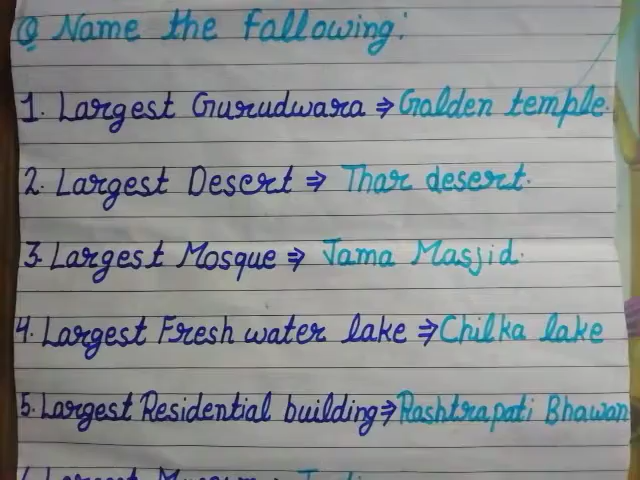 Q Name the fallowing:
1. Largest Gurudwara ⇒ Golden temple.
2. Largest Desert ⇒ Thar desert.
3. Largest Mosque ⇒ Jama Masjid.
4. Largest Fresh water lake ⇒ Chilka lake
5. Largest Residential building ⇒ Rashtrapati Bhawan